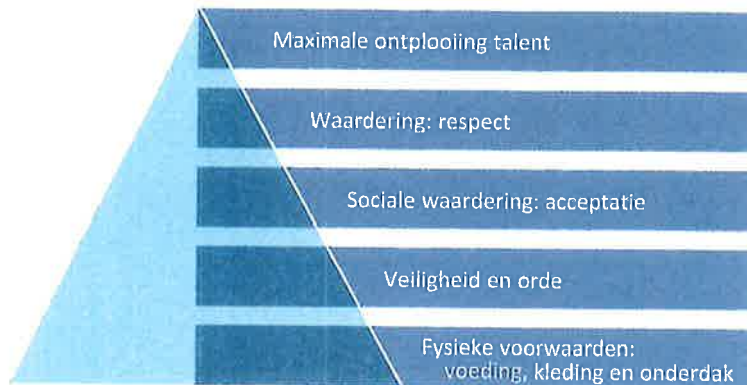 Maximale ontplooiing talent
Waardering: respect
Sociale waardering: acceptatie
Veiligheid en orde
Fysieke voorwaarden:
voeding, kleding en onderdak